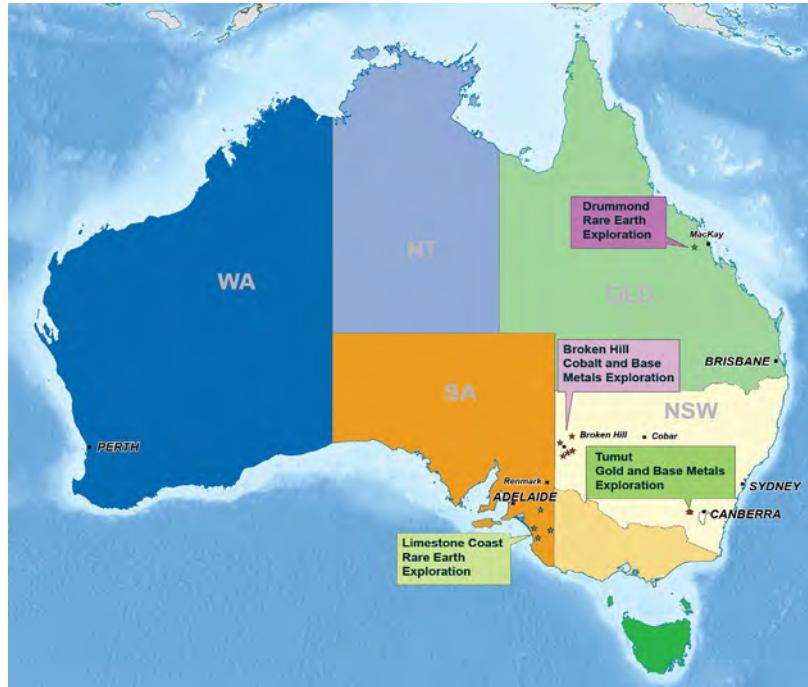 Drummond
Rare Earth
Exploration
MacKay
NT
WA
QLD
Broken Hill
Cobalt and Base
Metals Exploration
BRISBANE
SA
NSW
Broken Hill
Cobar
PERTH
Tumut
Gold and Base Metals
Exploration
Renmark
ADELAIDE
SYDNEY
CANBERRA
Limestone Coast
Rare Earth
Exploration